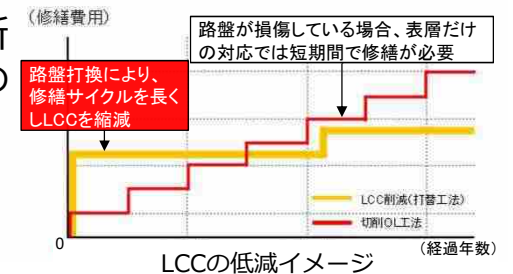 (修繕費用)
所
の
路盤が損傷している場合、表層だけ
の対応では短期間で修繕が必要
路盤打換により、
修繕サイクルを長く
しLCCを縮減
LCC削減(打替工法)
切削OL工法
0
(経過年数)
LCCの低減イメージ